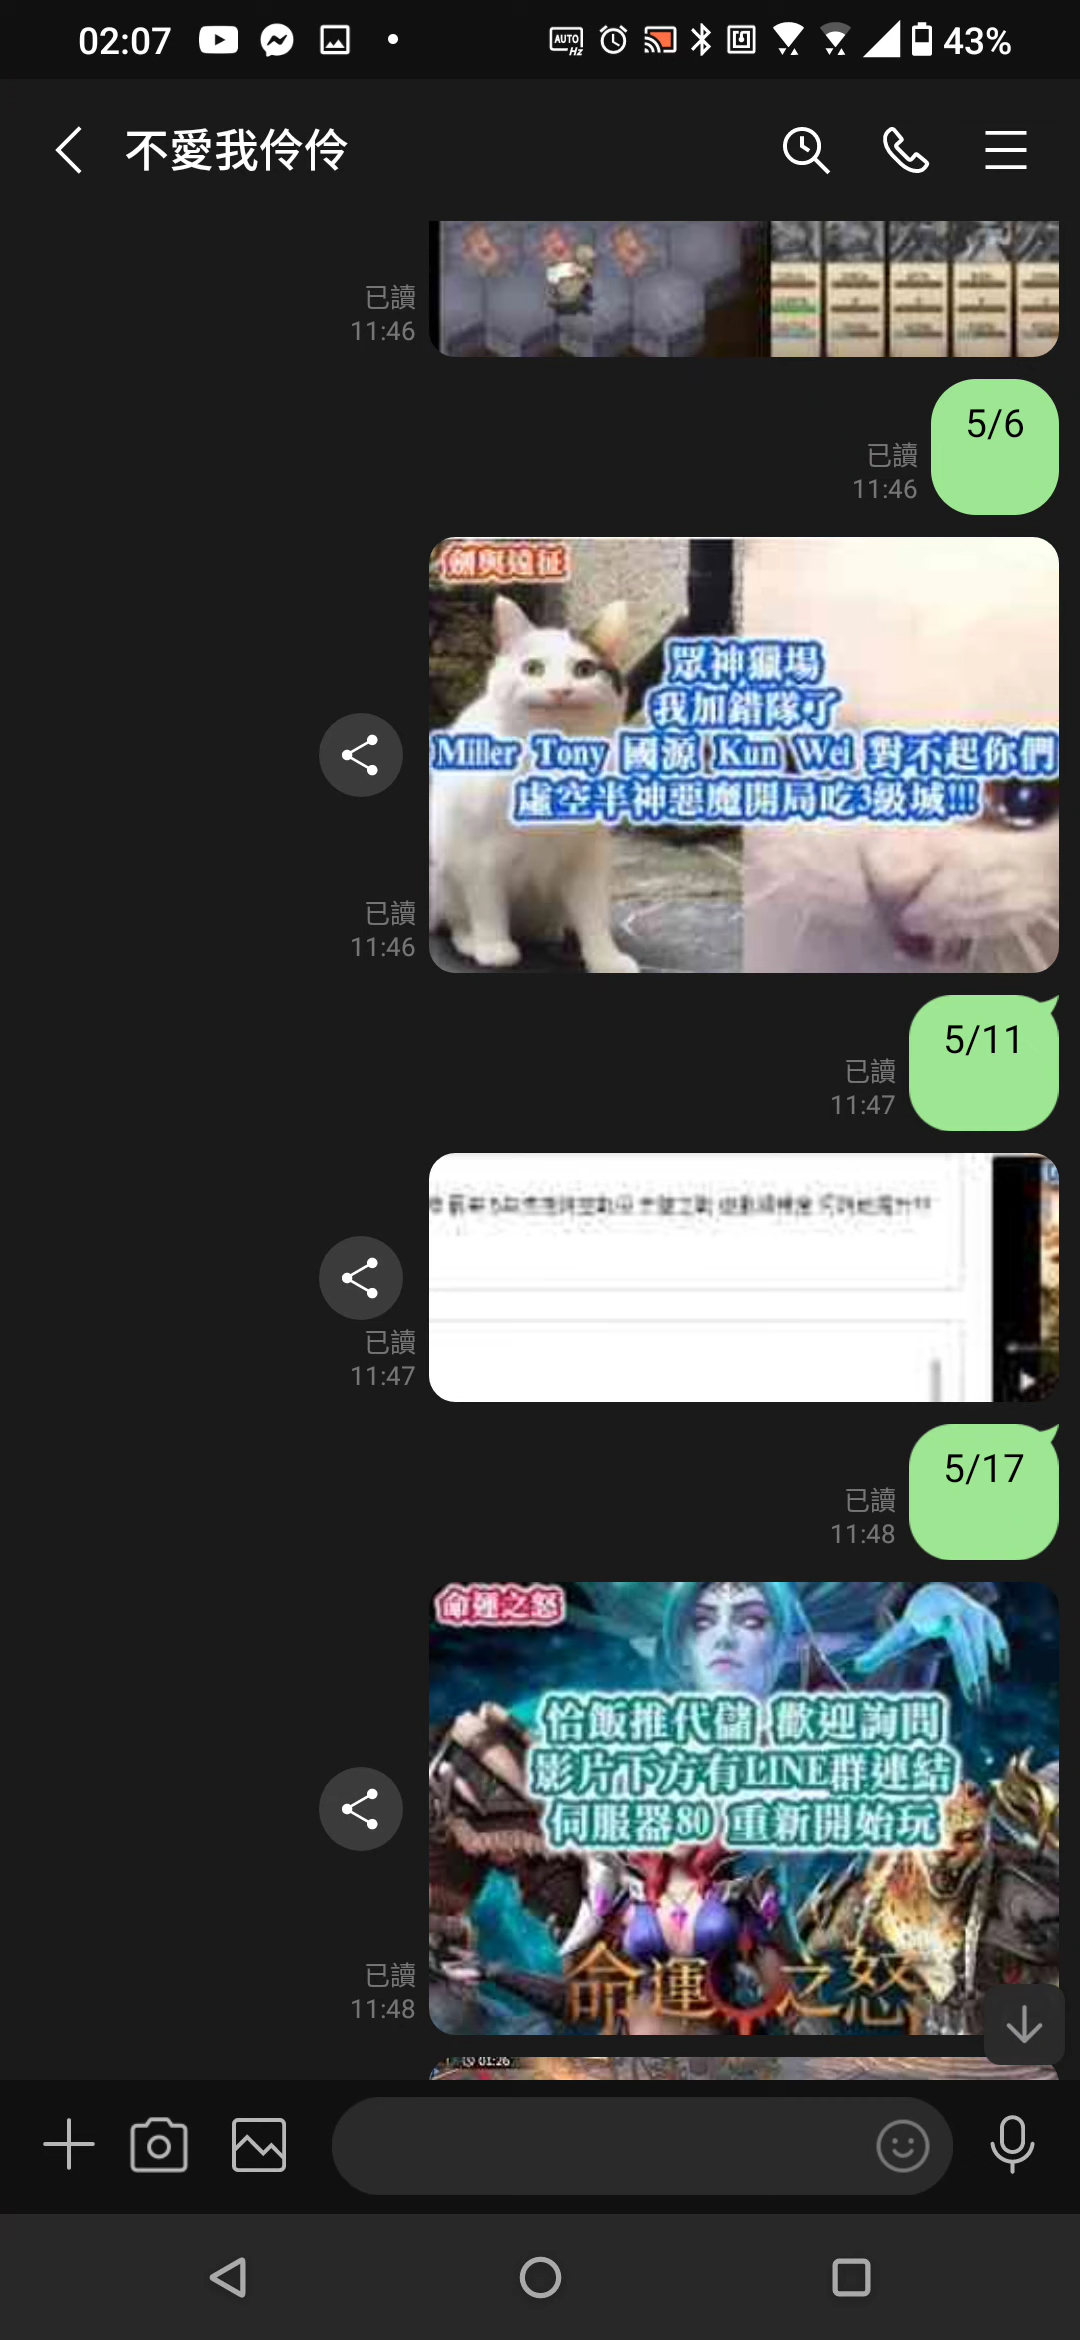 02:07
AUTO Hz
43%
不愛我伶伶
已讀
11:46
5/6
已讀
11:46
劍與遠征
眾神獵場
我加錯隊了
Miller Tony 國源 Kun Wei 對不起你們
虛空半神惡魔開局吃3級城!!!
已讀
11:46
5/11
已讀
11:47
已讀
11:47
5/17
已讀
11:48
命運之怒
恰飯推代儲 歡迎詢問
影片下方有LINE群連結
伺服器80 重新開始玩
命運之怒
已讀
11:48
01:26